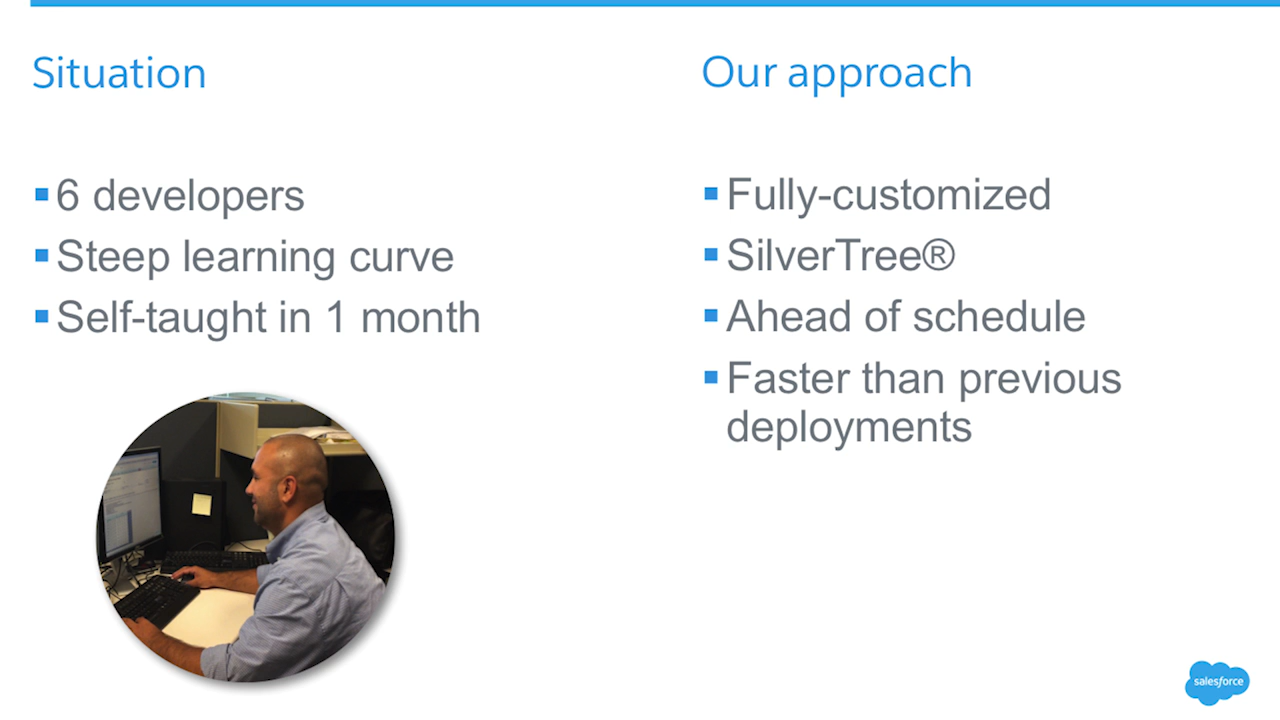 Situation
6 developers
Steep learning curve
Self-taught in 1 month
Our approach
Fully-customized
SilverTree®
Ahead of schedule
Faster than previous
deployments
salesforce